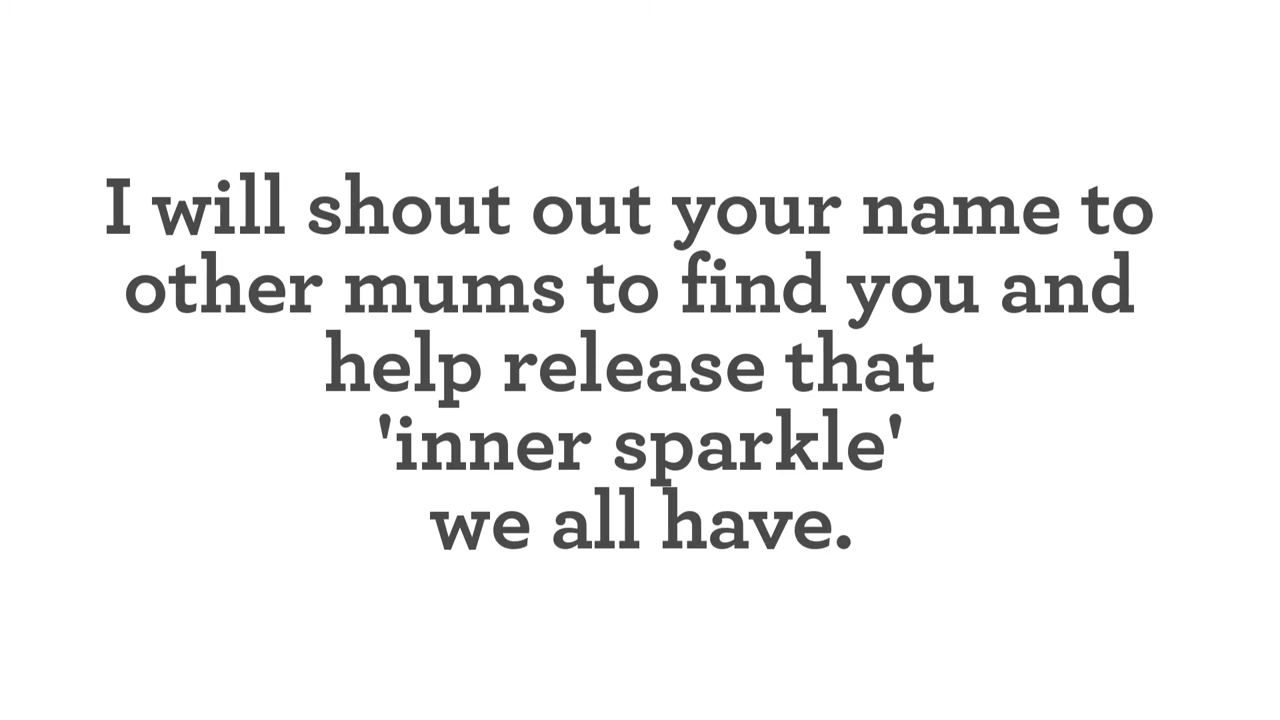 I will shout out your name to
other mums to find you and
help release that
'inner sparkle'
we all have.